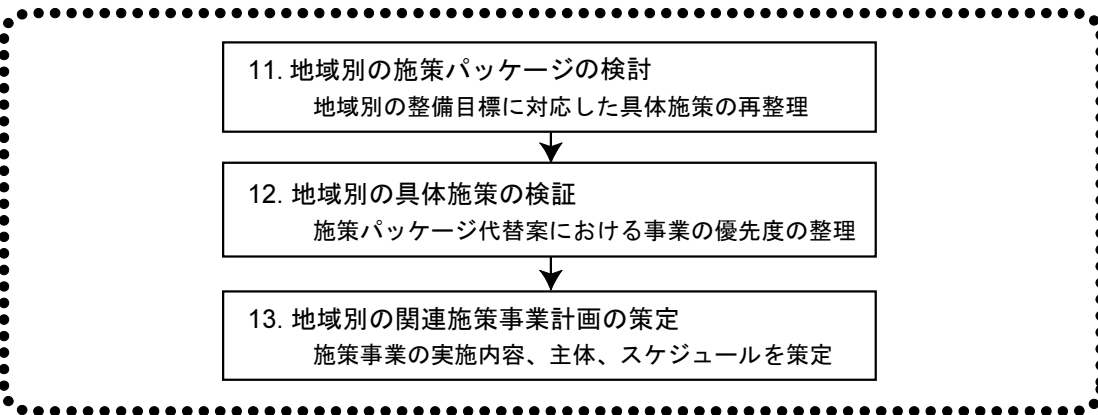 11. 地域別の施策パッケージの検討
地域別の整備目標に対応した具体施策の再整理
12. 地域別の具体施策の検証
施策パッケージ代替案における事業の優先度の整理
13. 地域別の関連施策事業計画の策定
施策事業の実施内容、主体、スケジュールを策定